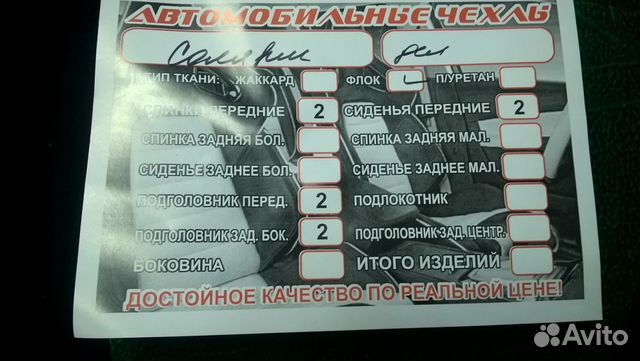 АВТОМОБИЛЬНЫЕ ЧЕХЛЫ
Солярис
ТИП ТКАНИ: ЖАККАРД ФЛОК П/УРЕТАН
СПИНКИ ПЕРЕДНИЕ 2 СИДЕНЬЯ ПЕРЕДНИЕ 2
СПИНКА ЗАДНЯЯ БОЛ. СПИНКА ЗАДНЯЯ МАЛ.
СИДЕНЬЕ ЗАДНЕЕ БОЛ. СИДЕНЬЕ ЗАДНЕЕ МАЛ.
ПОДГОЛОВНИК ПЕРЕД. 2 ПОДЛОКОТНИК
ПОДГОЛОВНИК ЗАД. БОК. 2 ПОДГОЛОВНИК ЗАД. ЦЕНТР.
БОКОВИНА ИТОГО ИЗДЕЛИЙ
ДОСТОЙНОЕ КАЧЕСТВО ПО РЕАЛЬНОЙ ЦЕНЕ!
Avito